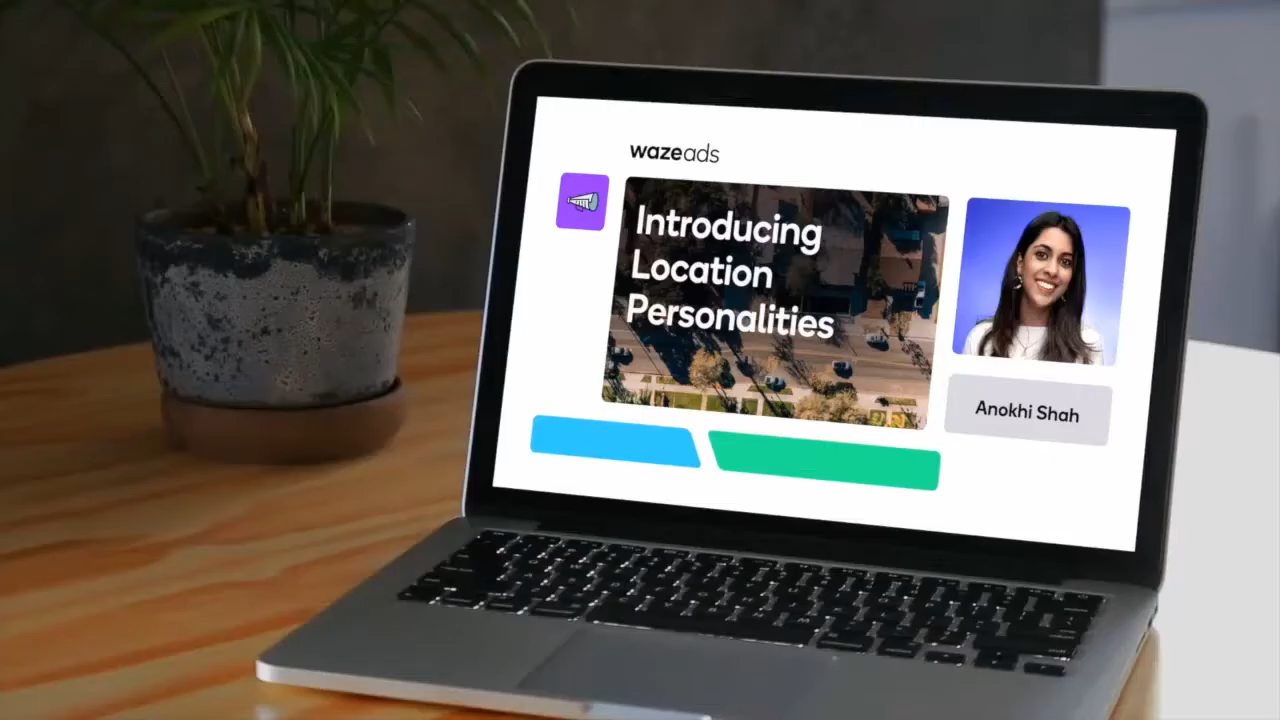 wazeads
Introducing
Location
Personalities
Anokhi Shah